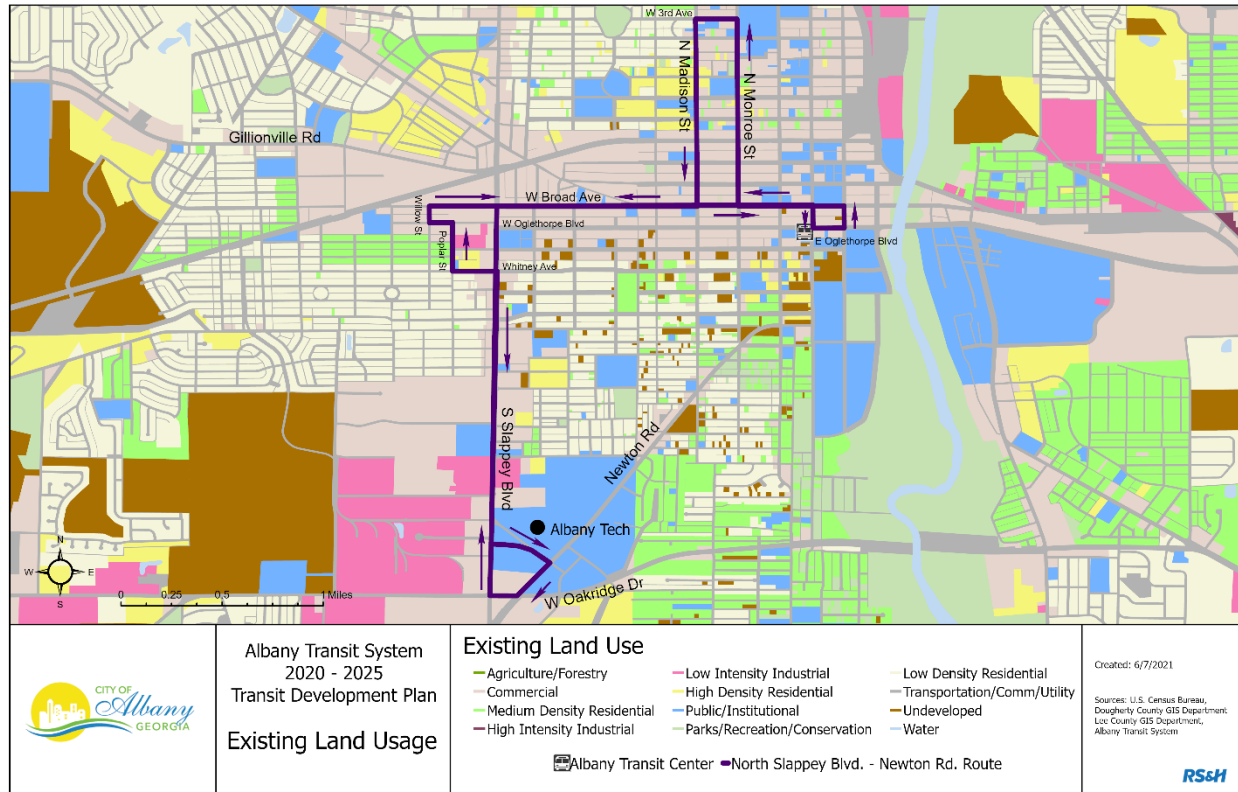 W 3rd Ave
N Madison St
N Monroe St
Gillionville Rd
W Broad Ave
Willow St
W Oglethorpe Blvd
E Oglethorpe Blvd
Poplar St
Whitney Ave
S Slappey Blvd
Newton Rd
Albany Tech
W Oakridge Dr
N
W E
S
0 0.25 0.5 1 Miles
CITY OF
Albany
GEORGIA
Albany Transit System
2020 - 2025
Transit Development Plan
Existing Land Usage
Existing Land Use
Agriculture/Forestry
Commercial
Medium Density Residential
High Intensity Industrial
Low Intensity Industrial
High Density Residential
Public/Institutional
Parks/Recreation/Conservation
Low Density Residential
Transportation/Comm/Utility
Undeveloped
Water
Albany Transit Center North Slappey Blvd. - Newton Rd. Route
Created: 6/7/2021
Sources: U.S. Census Bureau,
Dougherty County GIS Department
Lee County GIS Department,
Albany Transit System
RS&H